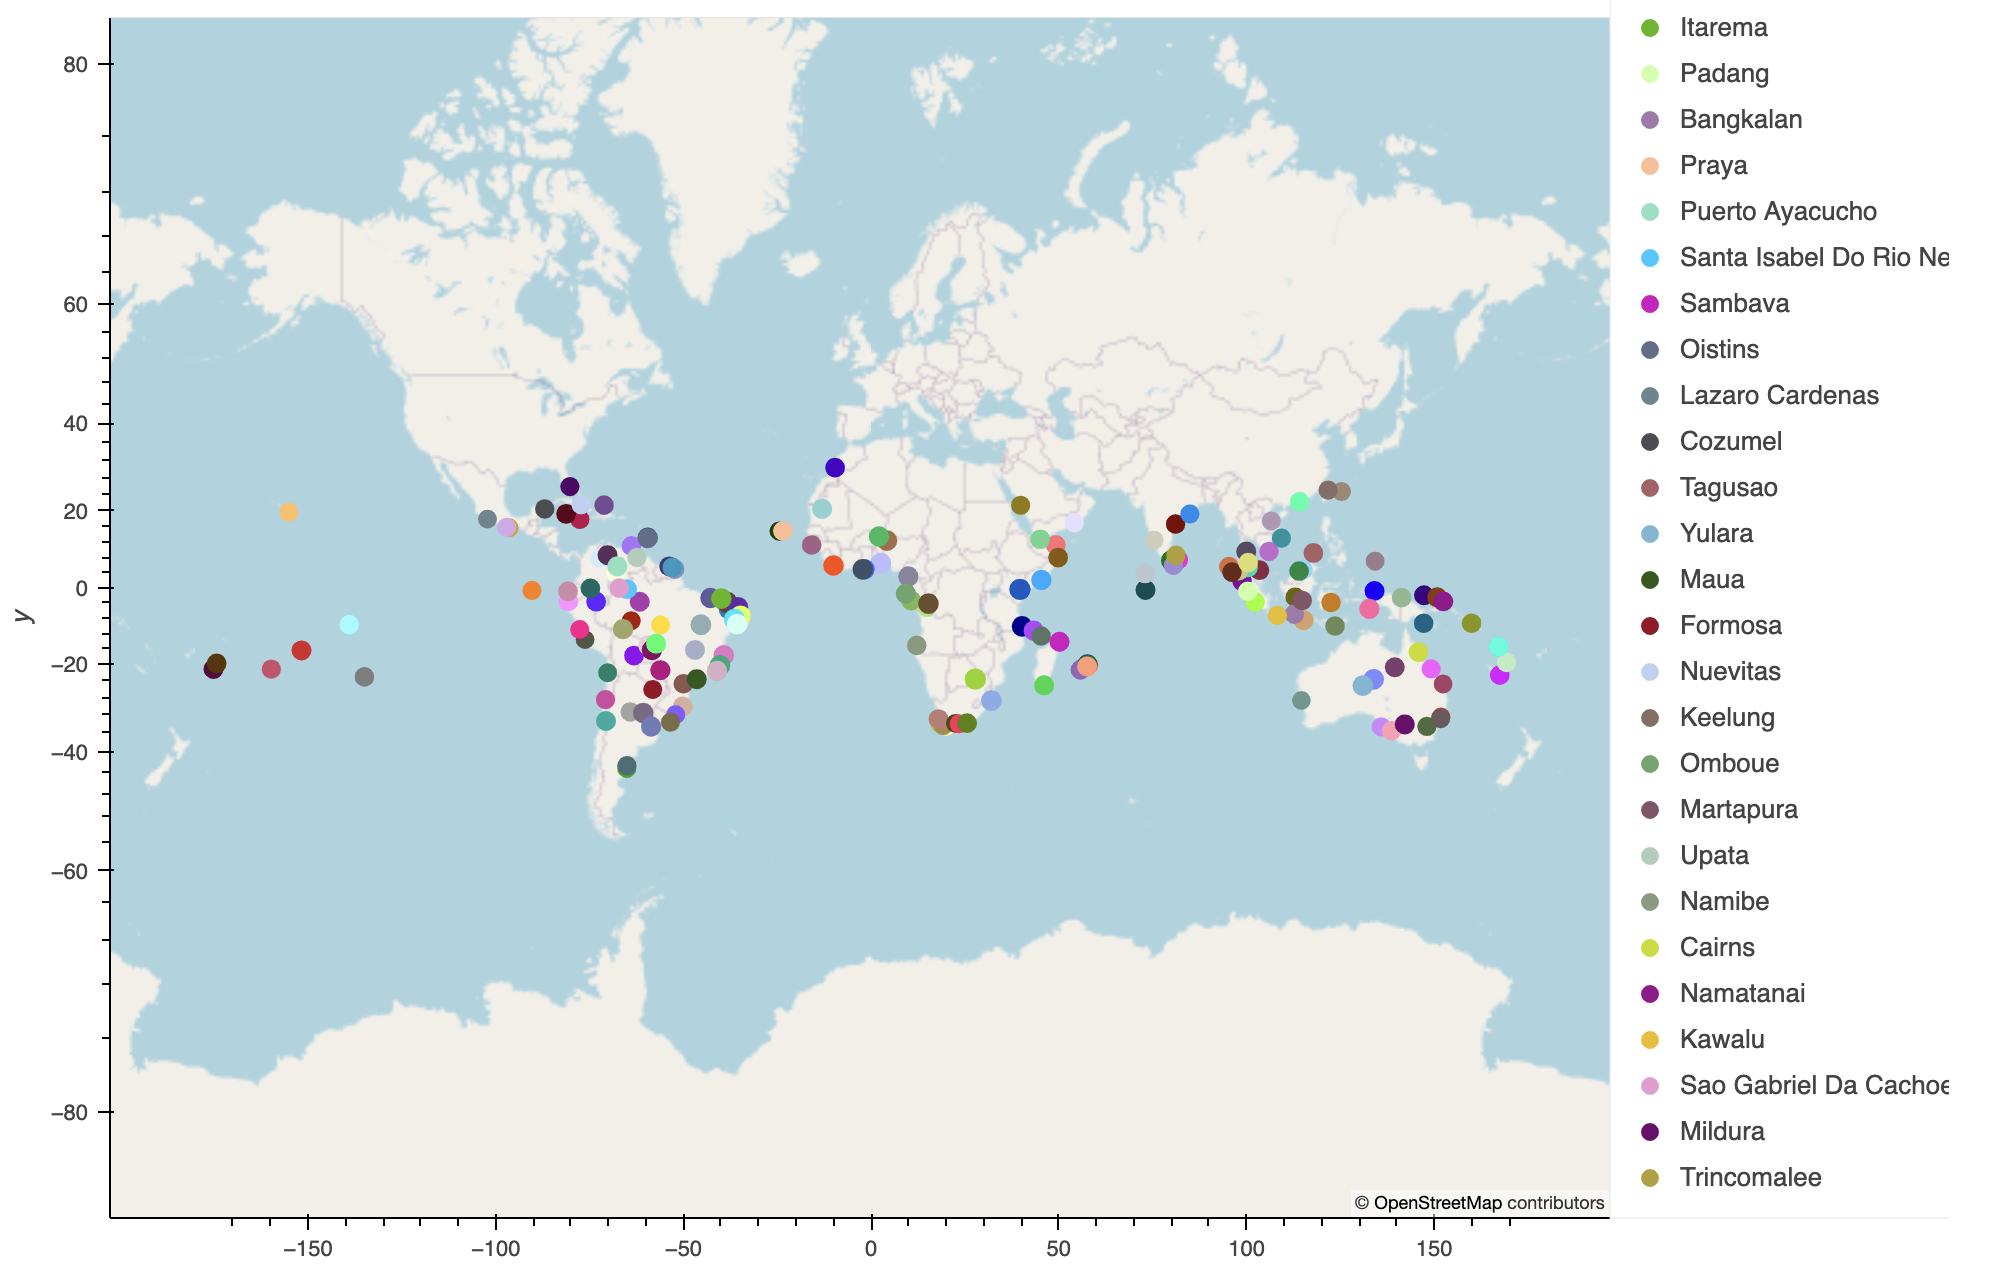 80
60
40
20
0
−20
−40
−60
−80
y
−150
−100
−50
0
50
100
150
© OpenStreetMap contributors
Itarema
Padang
Bangkalan
Praya
Puerto Ayacucho
Santa Isabel Do Rio Ne
Sambava
Oistins
Lazaro Cardenas
Cozumel
Tagusao
Yulara
Maua
Formosa
Nuevitas
Keelung
Omboue
Martapura
Upata
Namibe
Cairns
Namatanai
Kawalu
Sao Gabriel Da Cachoe
Mildura
Trincomalee